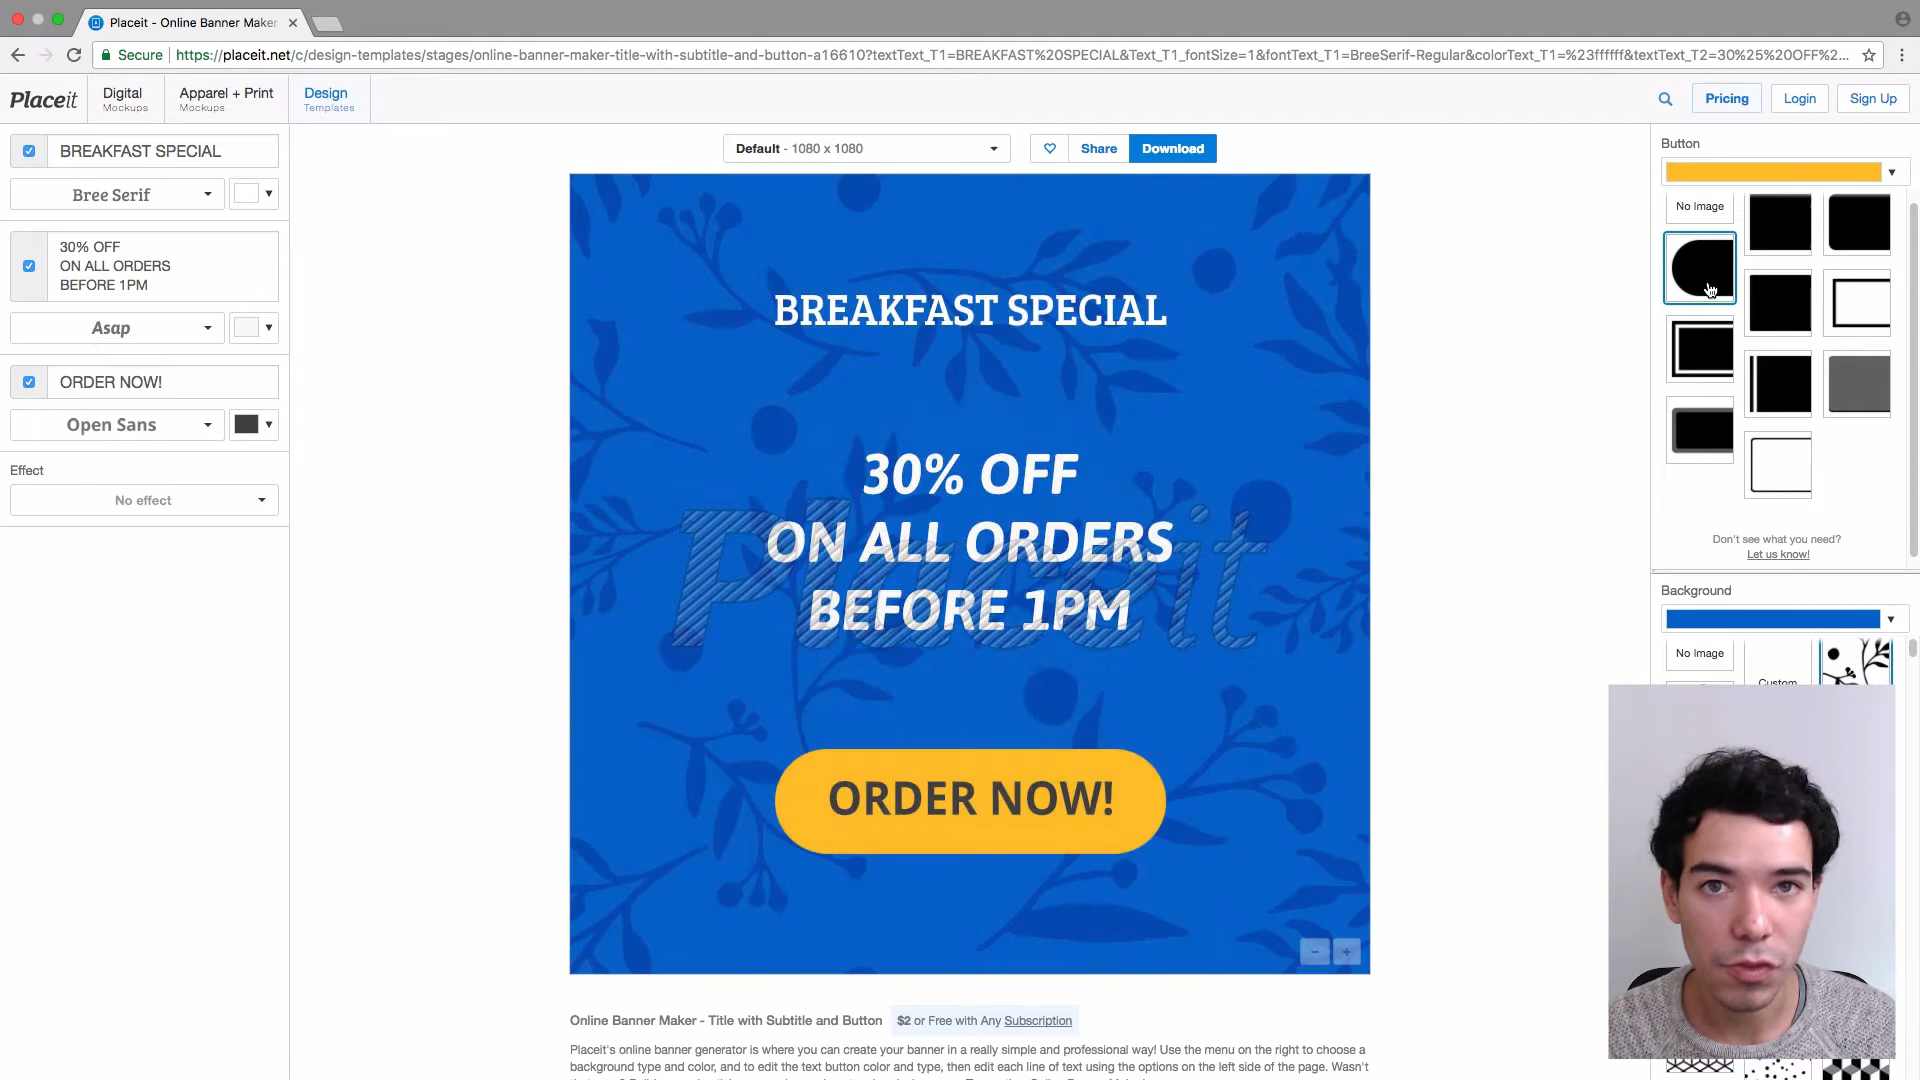 Placeit - Online Banner Maker
Secure
https://placeit.net/c/design-templates/stages/online-banner-maker-title-with-subtitle-and-button-a16610?textText_T1=BREAKFAST%20SPECIAL&Text_T1_fontSize=1&fontText_T1=BreeSerif-Regular&colorText_T1=%23ffffff&textText_T2=30%25%20OFF%2...
Placeit
Digital
Mockups
Apparel + Print
Mockups
Design
Templates
Pricing
Login
Sign Up
BREAKFAST SPECIAL
Bree Serif
30% OFF
ON ALL ORDERS
BEFORE 1PM
Asap
ORDER NOW!
Open Sans
Effect
No effect
Default - 1080 x 1080
Share
Download
BREAKFAST SPECIAL
30% OFF
ON ALL ORDERS
BEFORE 1PM
Placeit
ORDER NOW!
Online Banner Maker - Title with Subtitle and Button
$2 or Free with Any Subscription
Placeit's online banner generator is where you can create your banner in a really simple and professional way! Use the menu on the right to choose a
background type and color, and to edit the text button color and type, then edit each line of text using the options on the left side of the page. Wasn't
Button
No Image
Don't see what you need?
Let us know!
Background
No Image
Custom